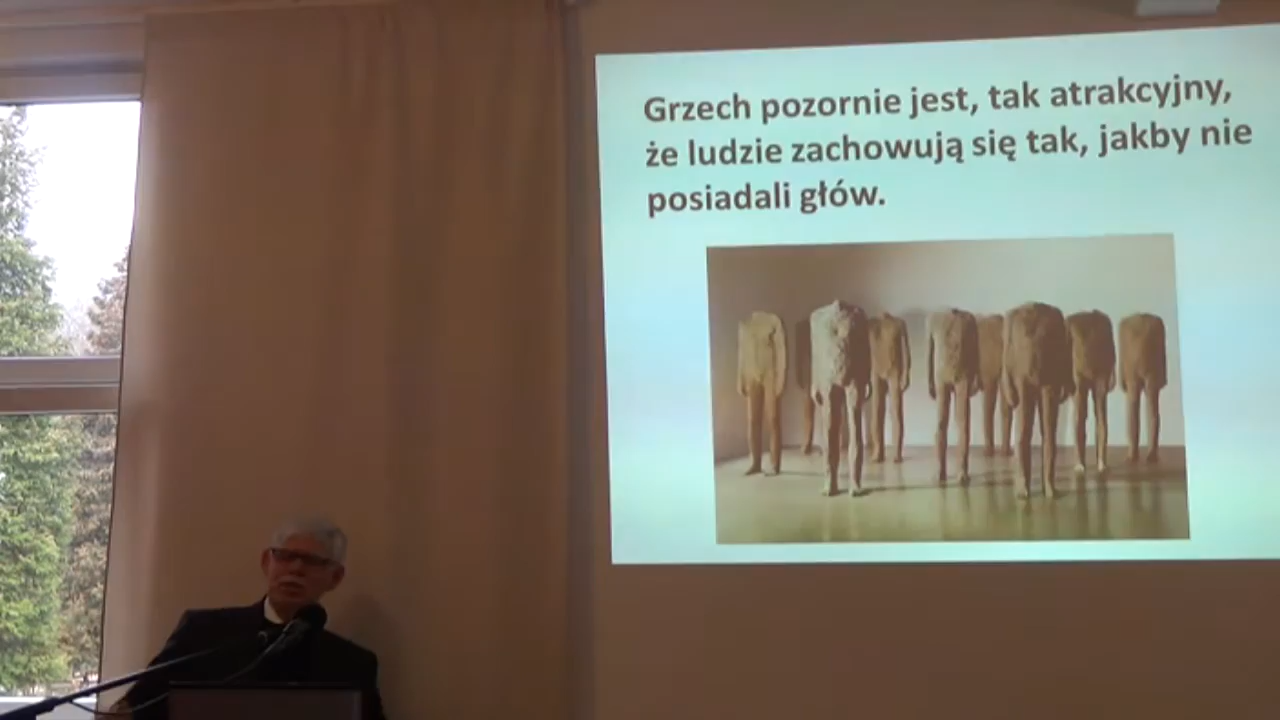 Grzech pozornie jest, tak atrakcyjny,
że ludzie zachowują się tak, jakby nie
posiadali głów.